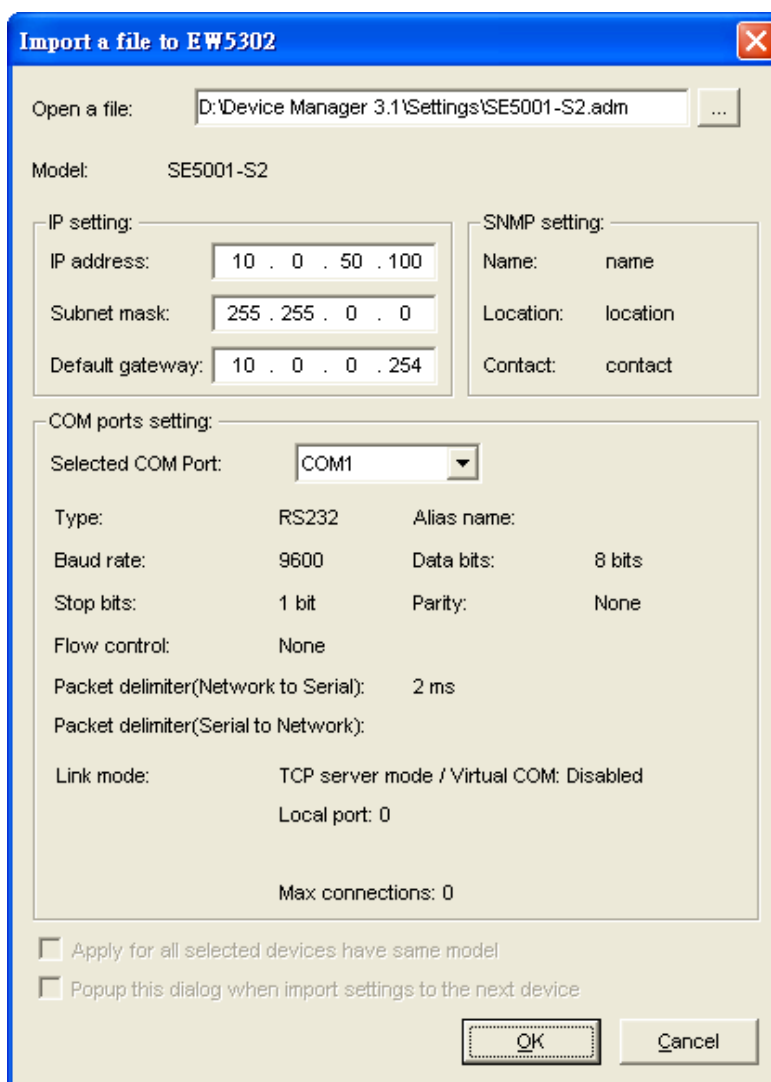 Import a file to EW5302
Open a file: D:\Device Manager 3.1\Settings\SE5001-S2.adm ...
Model: SE5001-S2
IP setting:
IP address: 10 . 0 . 50 . 100
Subnet mask: 255 . 255 . 0 . 0
Default gateway: 10 . 0 . 0 . 254
SNMP setting:
Name: name
Location: location
Contact: contact
COM ports setting:
Selected COM Port: COM1
Type: RS232 Alias name:
Baud rate: 9600 Data bits: 8 bits
Stop bits: 1 bit Parity: None
Flow control: None
Packet delimiter(Network to Serial): 2 ms
Packet delimiter(Serial to Network):
Link mode: TCP server mode / Virtual COM: Disabled
Local port: 0
Max connections: 0
Apply for all selected devices have same model
Popup this dialog when import settings to the next device
OK Cancel